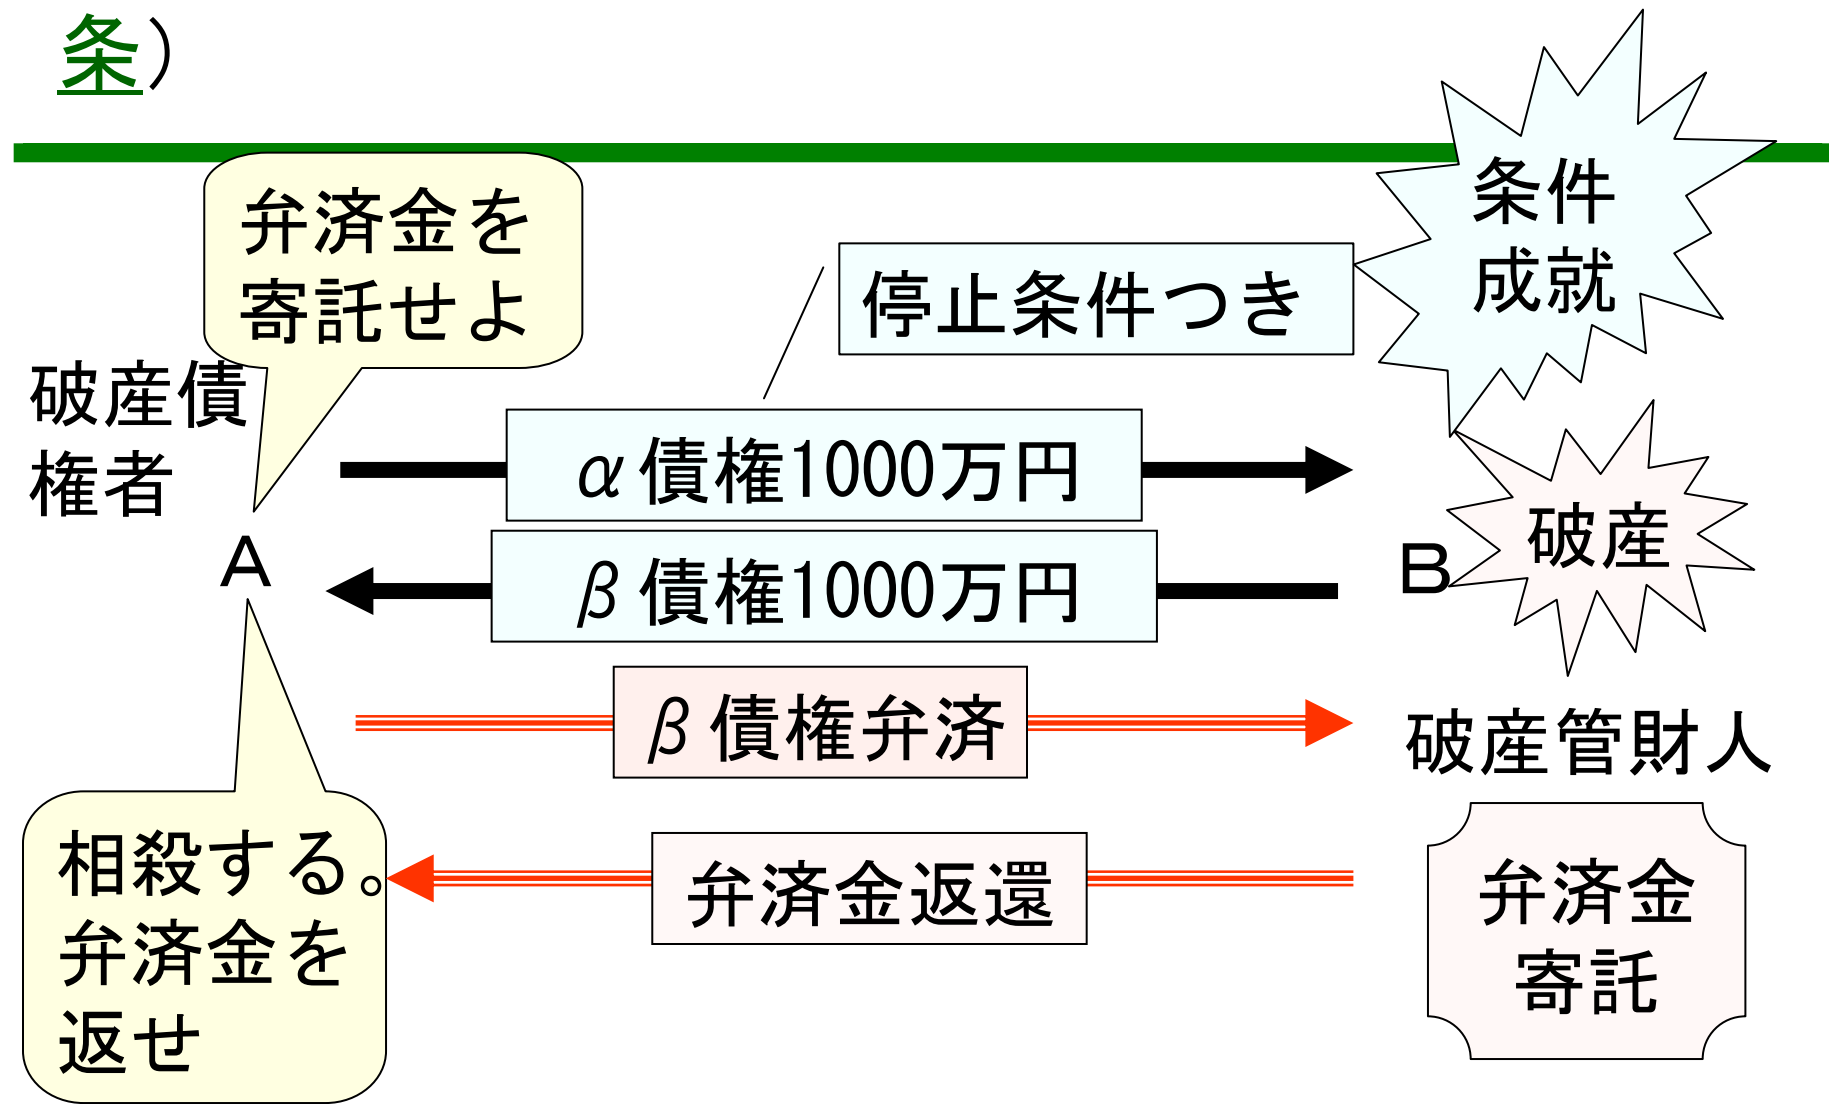 条)
弁済金を
寄託せよ
条件
成就
停止条件つき
破産債
権者
α債権1000万円
破産
A
β債権1000万円
B
β債権弁済
破産管財人
相殺する。
弁済金を
返せ
弁済金返還
弁済金
寄託